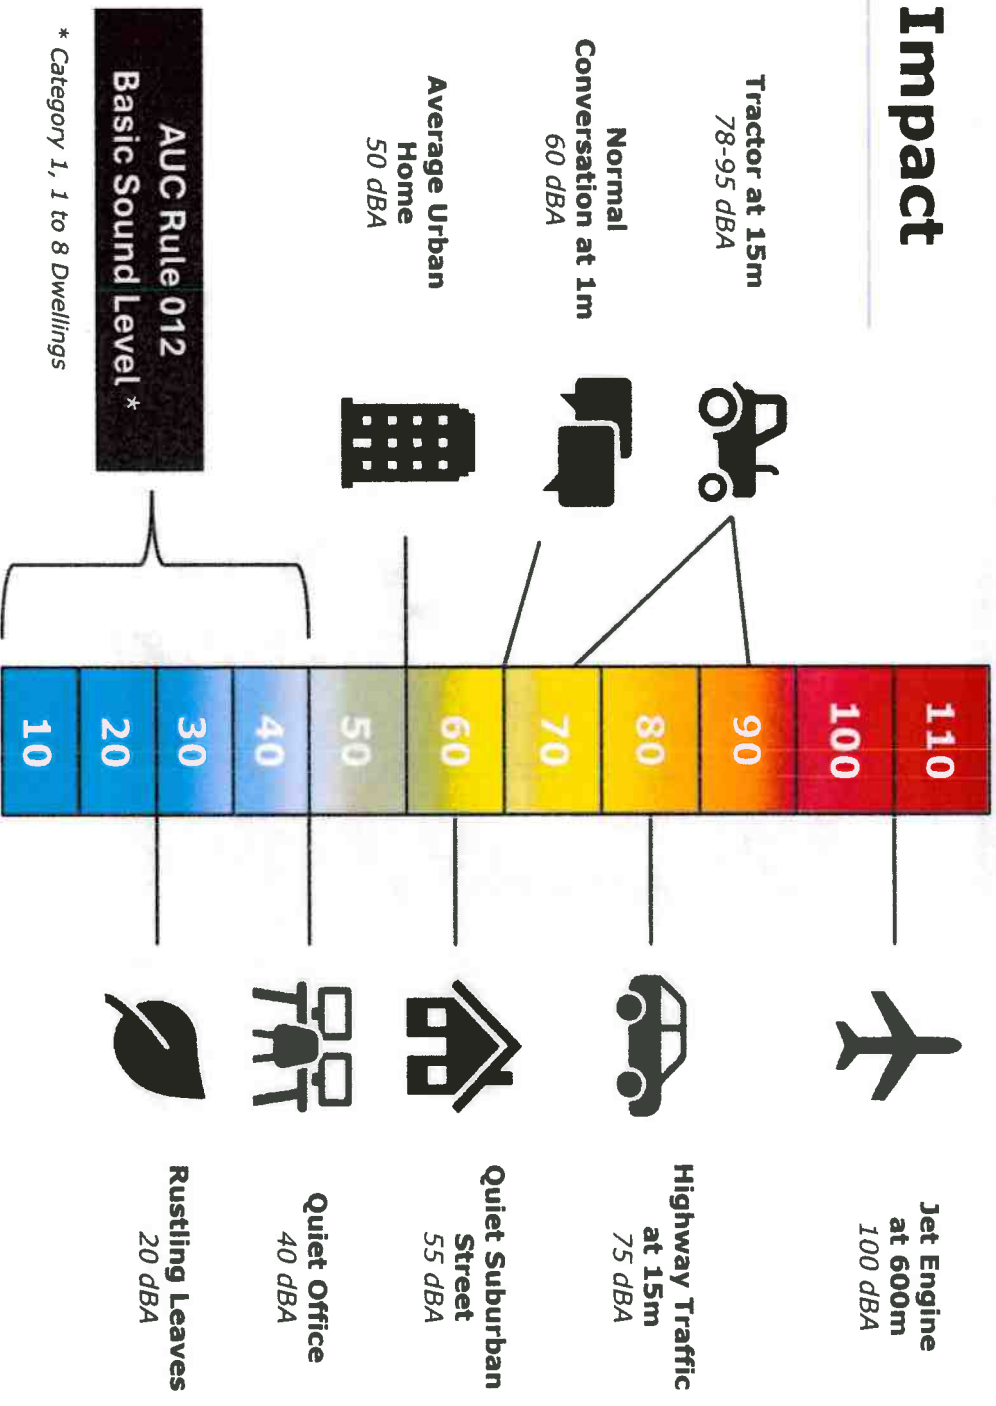 Impact
Tractor at 15m
78-95 dBA
Normal
Conversation at 1m
60 dBA
Average Urban
Home
50 dBA
AUC Rule 012
Basic Sound Level *
* Category 1, 1 to 8 Dwellings
110
100
90
80
70
60
50
40
30
20
10
Jet Engine
at 600m
100 dBA
Highway Traffic
at 15m
75 dBA
Quiet Suburban
Street
55 dBA
Quiet Office
40 dBA
Rustling Leaves
20 dBA